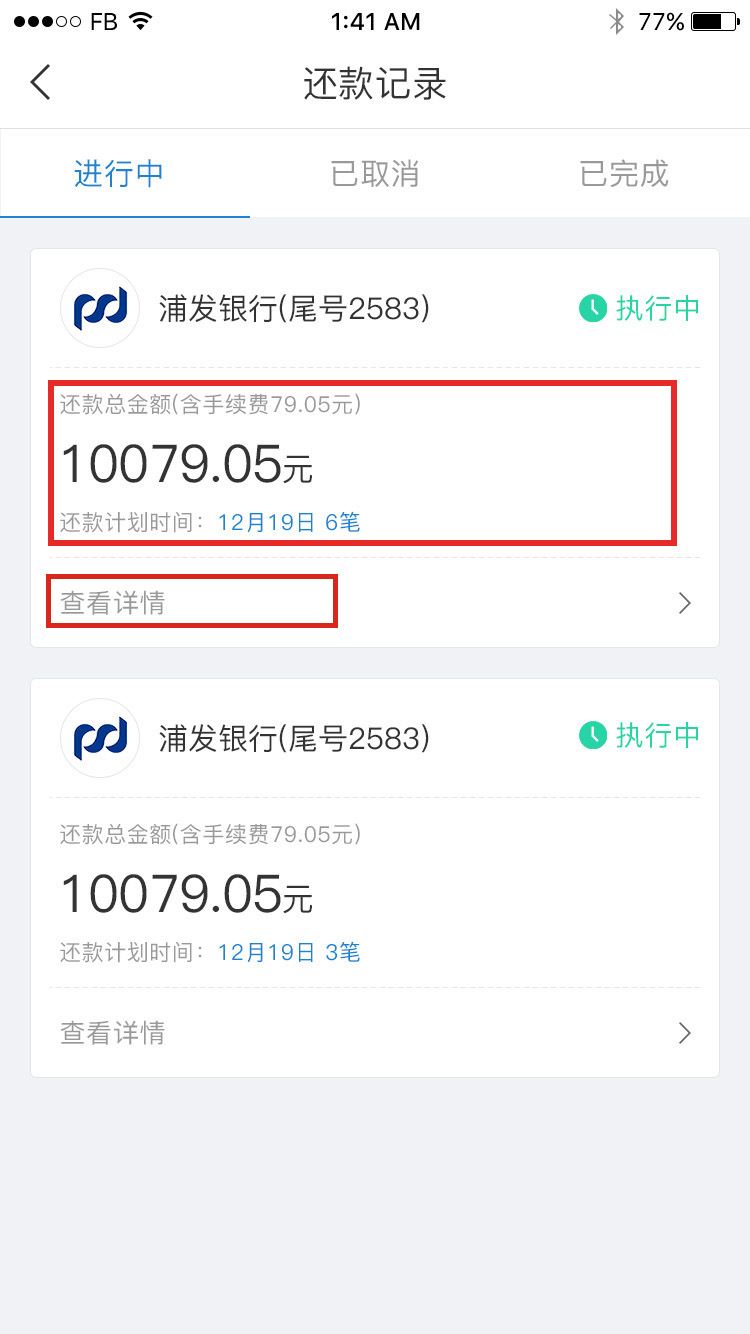 FB 1:41 AM 77%
还款记录
进行中 已取消 已完成
浦发银行(尾号2583) 执行中
还款总金额(含手续费79.05元)
10079.05元
还款计划时间：12月19日 6笔
查看详情
浦发银行(尾号2583) 执行中
还款总金额(含手续费79.05元)
10079.05元
还款计划时间：12月19日 3笔
查看详情